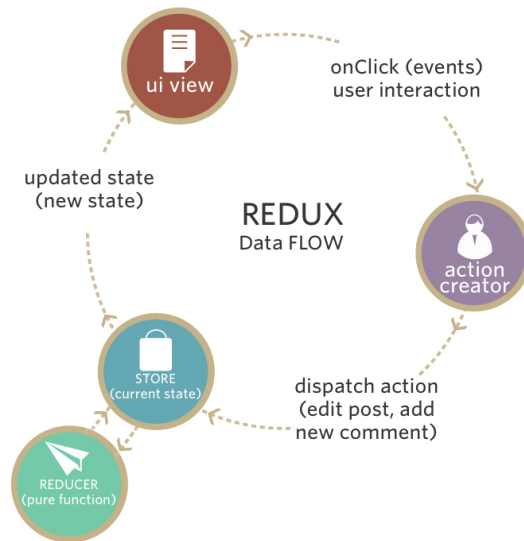 ui view
onClick (events)
user interaction
updated state
(new state)
REDUX
Data FLOW
action
creator
STORE
(current state)
dispatch action
(edit post, add
new comment)
REDUCER
(pure function)